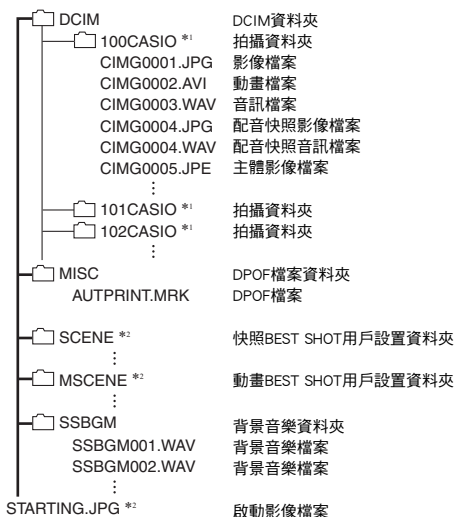 DCIM DCIM資料夾
100CASIO *1 拍攝資料夾
CIMG0001.JPG 影像檔案
CIMG0002.AVI 動畫檔案
CIMG0003.WAV 音訊檔案
CIMG0004.JPG 配音快照影像檔案
CIMG0004.WAV 配音快照音訊檔案
CIMG0005.JPE 主體影像檔案
101CASIO *1 拍攝資料夾
102CASIO *1 拍攝資料夾
MISC DPOF檔案資料夾
AUTPRINT.MRK DPOF檔案
SCENE *2 快照BEST SHOT用戶設置資料夾
MSCENE *2 動畫BEST SHOT用戶設置資料夾
SSBGM 背景音樂資料夾
SSBGM001.WAV 背景音樂檔案
SSBGM002.WAV 背景音樂檔案
STARTING.JPG *2 啟動影像檔案